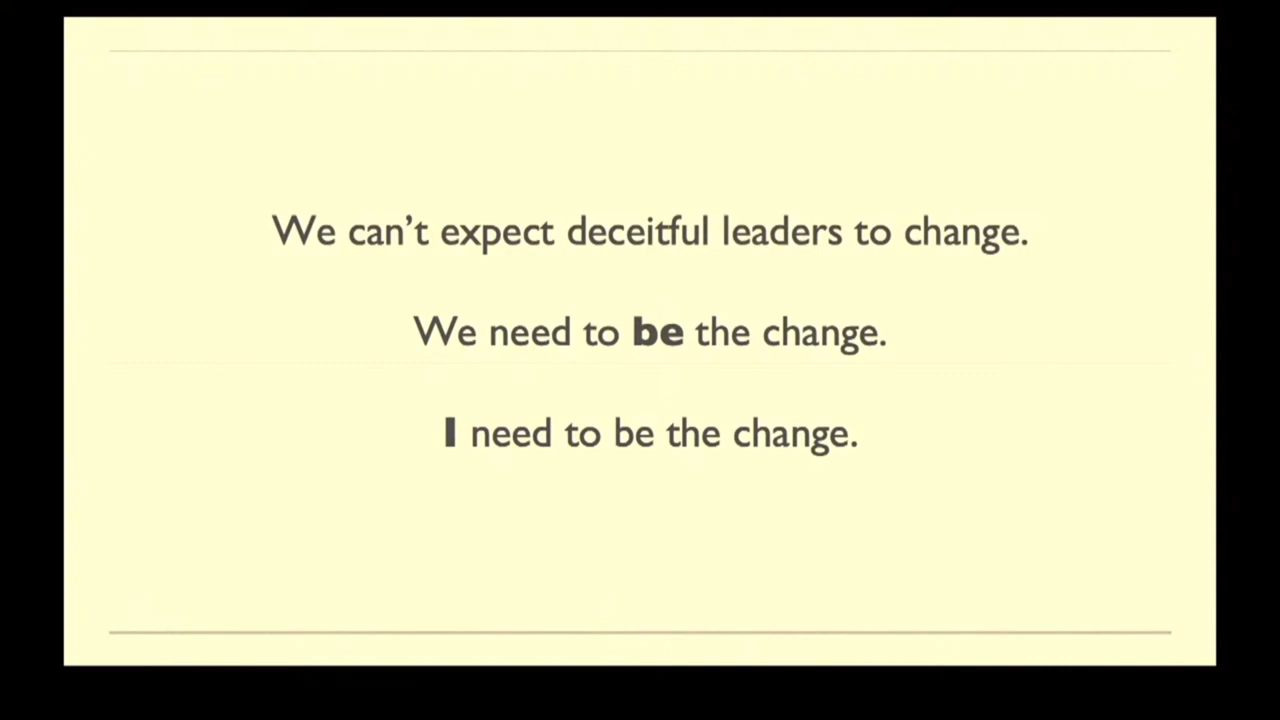 We can’t expect deceitful leaders to change.
We need to be the change.
I need to be the change.